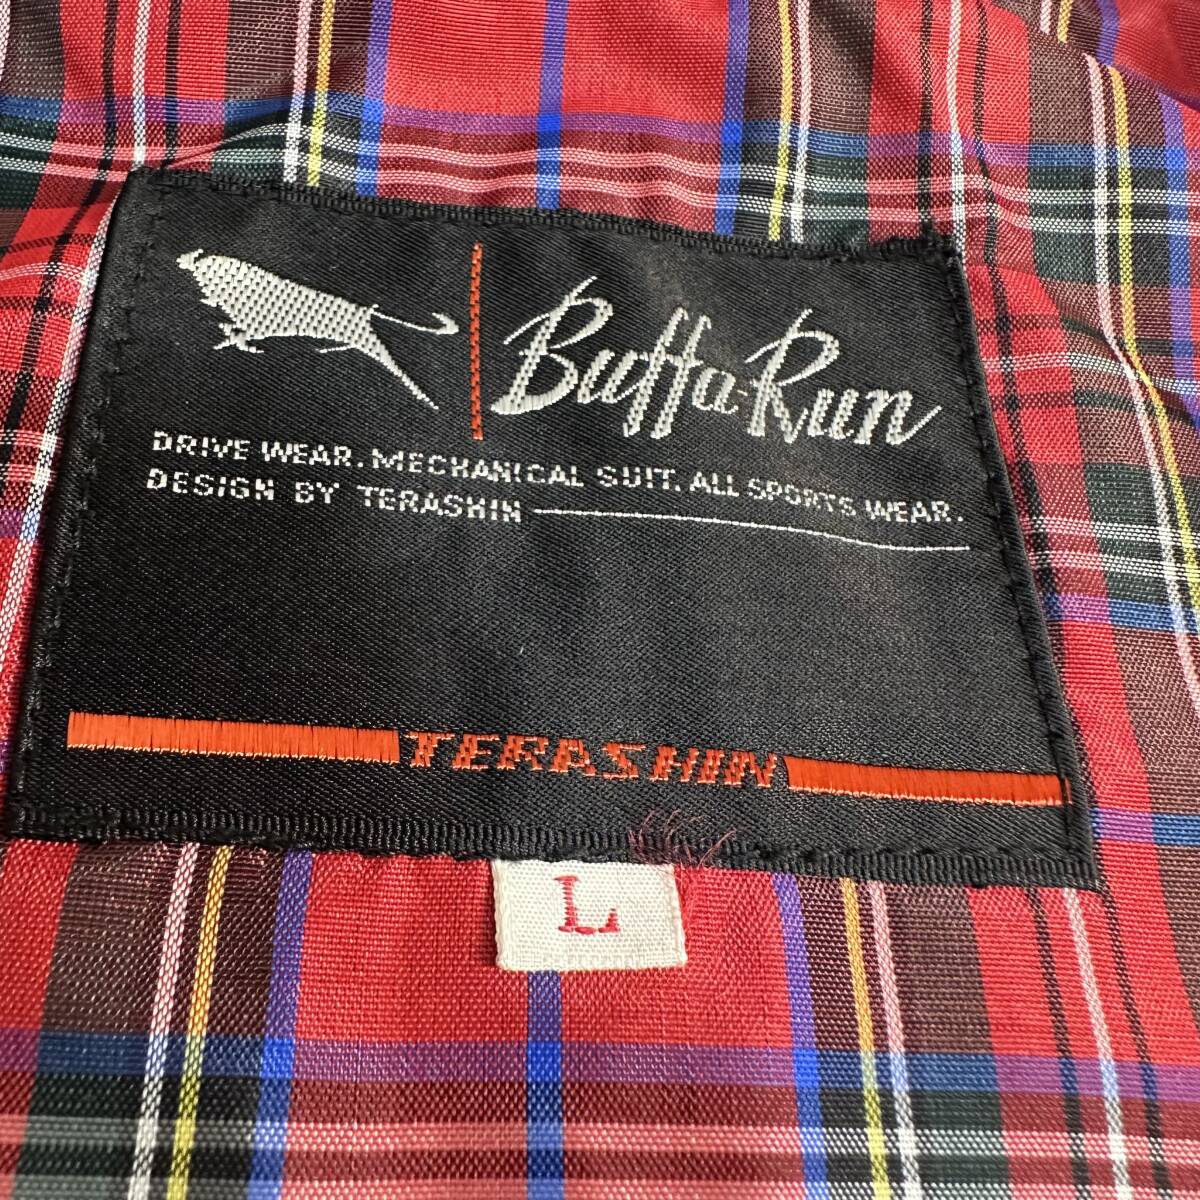 Buffa-Run
DRIVE WEAR. MECHANICAL SUIT. ALL SPORTS WEAR.
DESIGN BY TERASHIN
TERASHIN
L